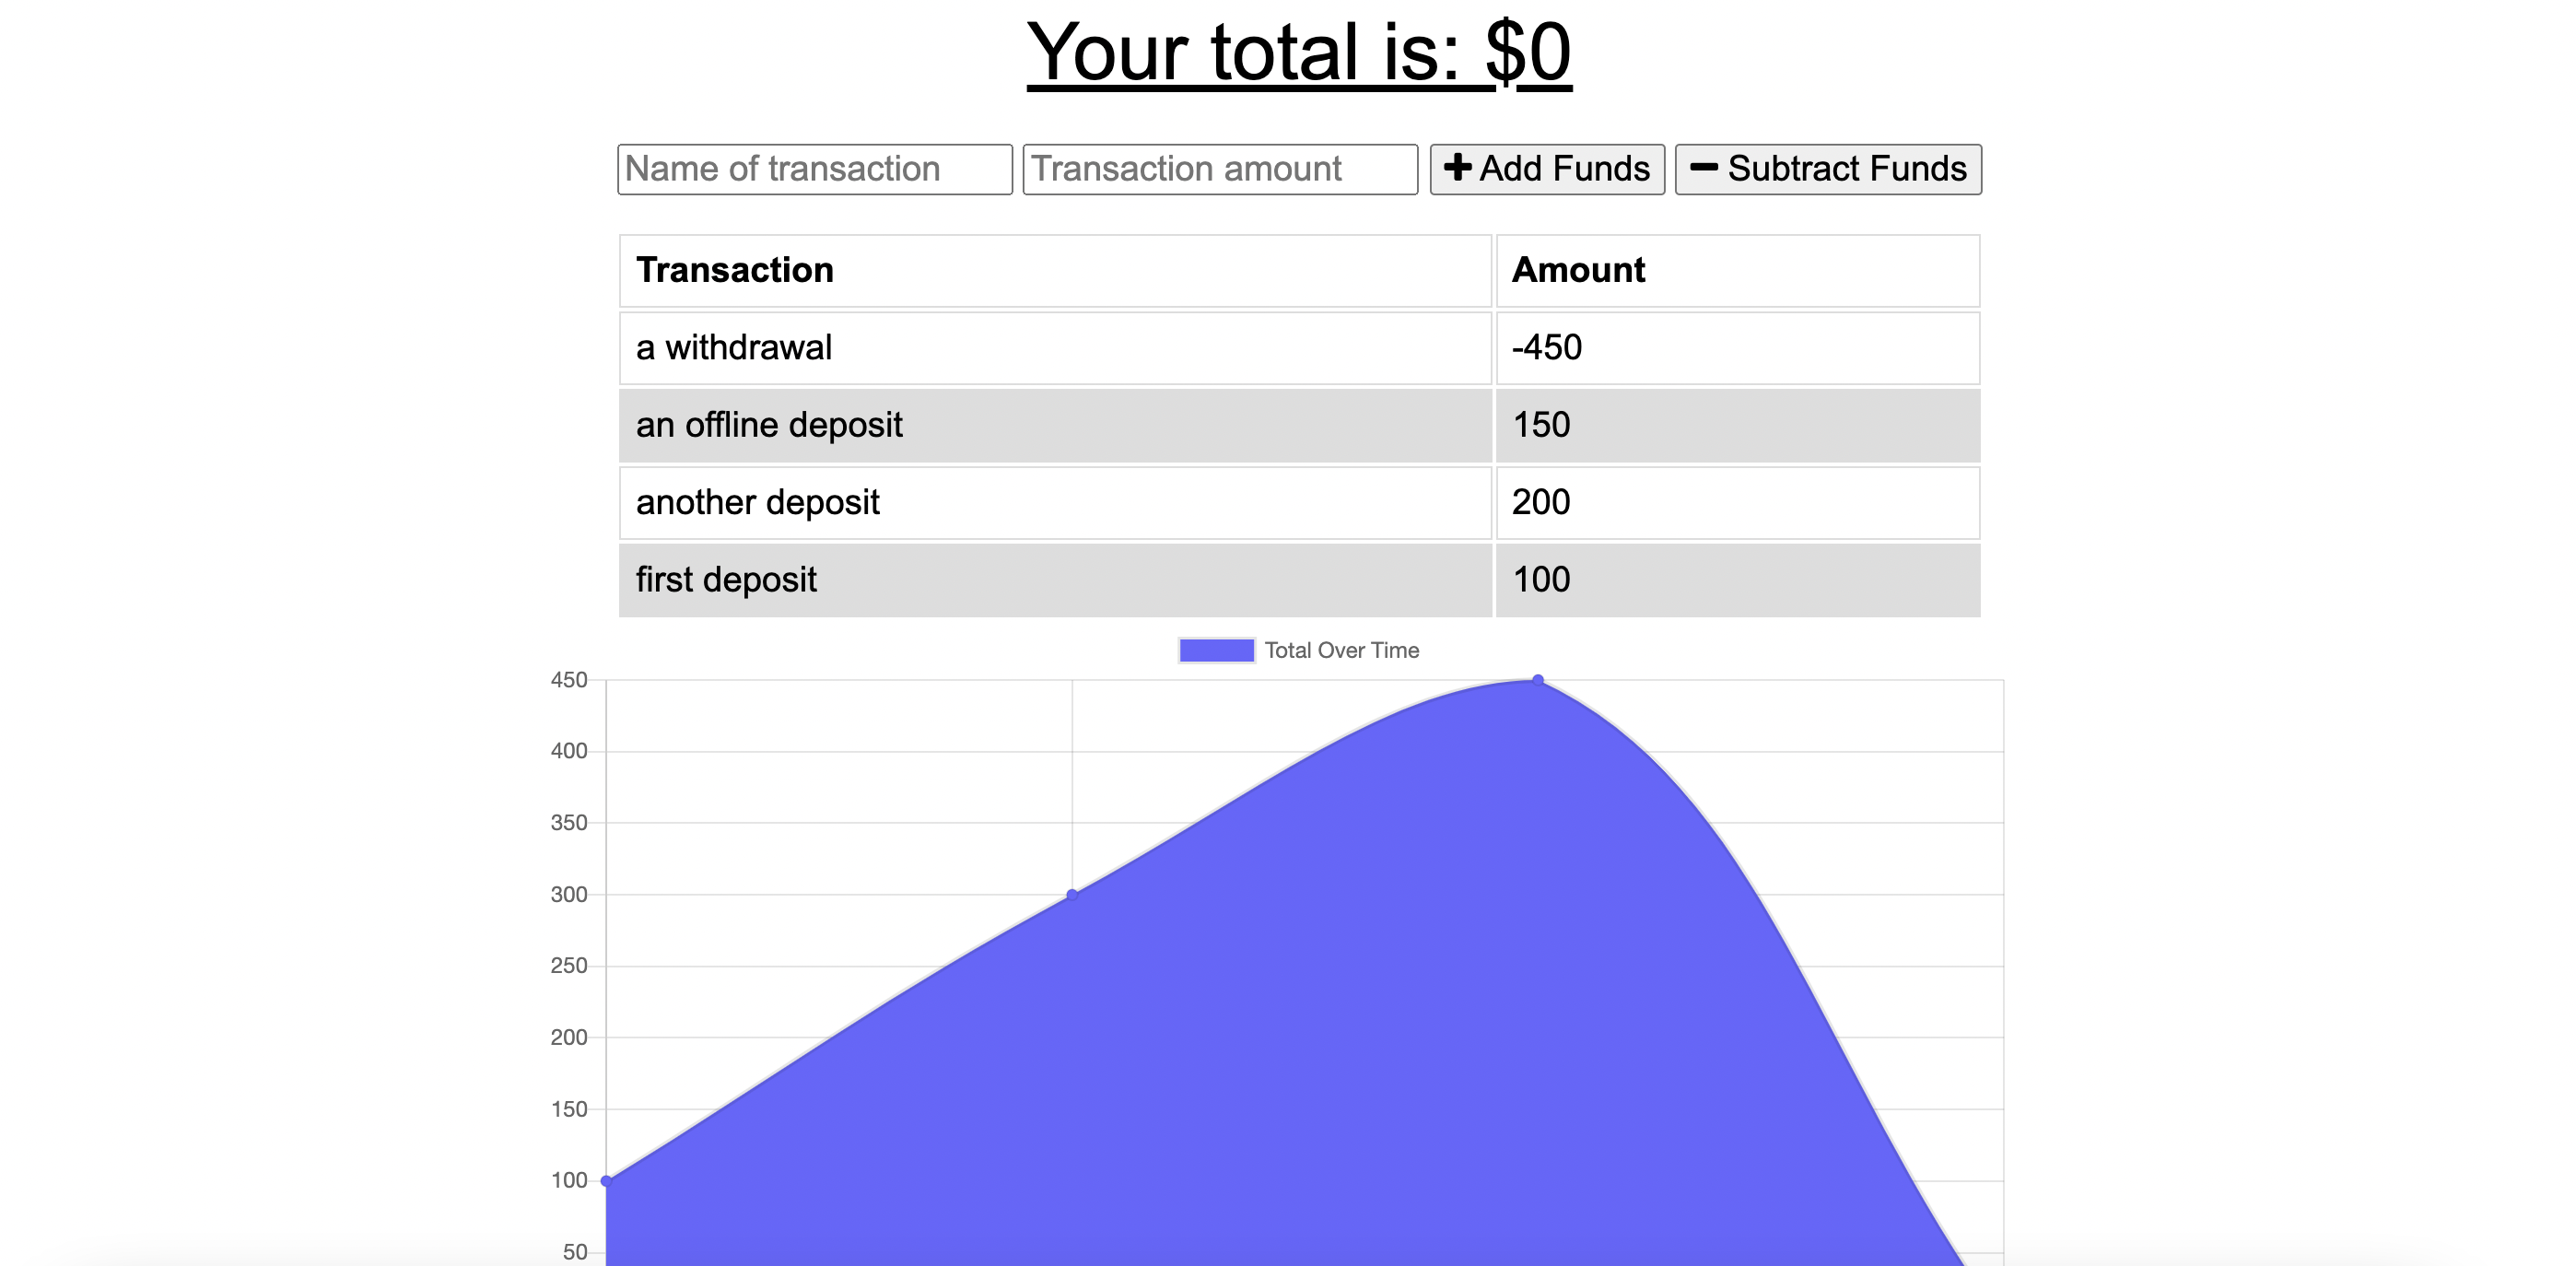 Your total is: $0
Name of transaction Transaction amount Add Funds Subtract Funds
Transaction Amount
a withdrawal -450
an offline deposit 150
another deposit 200
first deposit 100
Total Over Time
450
400
350
300
250
200
150
100
50